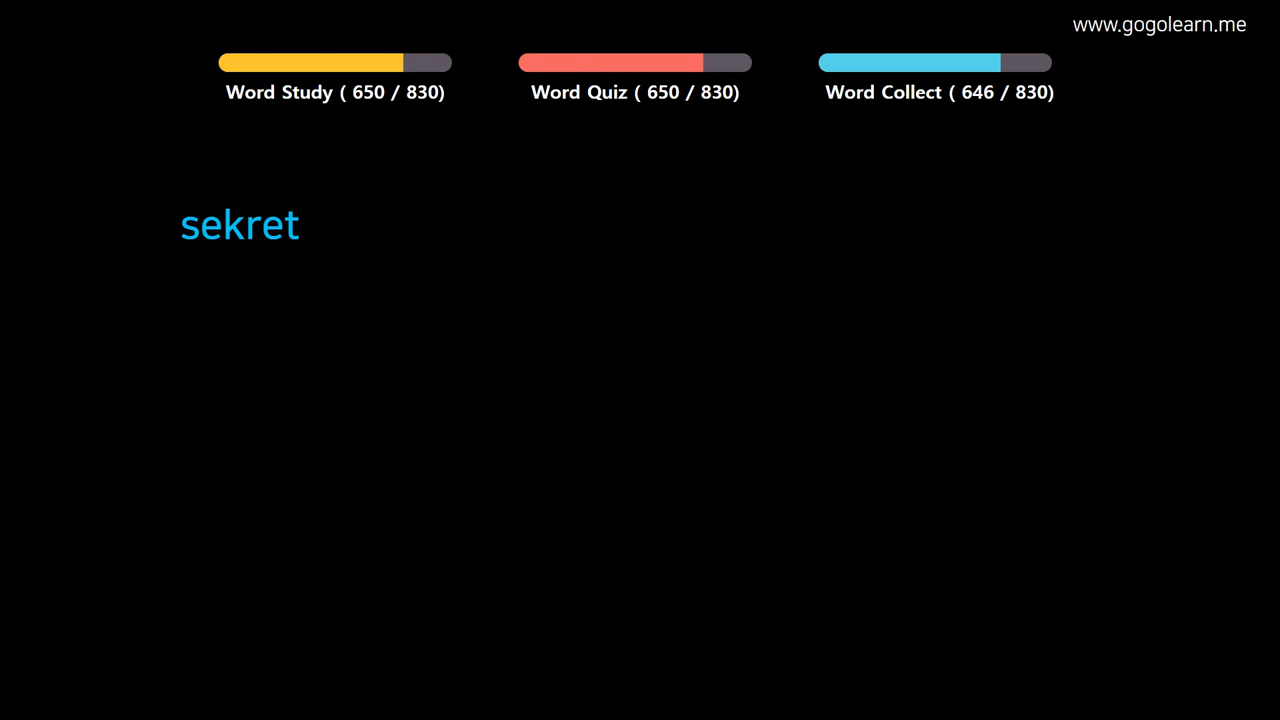 www.gogolearn.me
Word Study ( 650 / 830)
Word Quiz ( 650 / 830)
Word Collect ( 646 / 830)
sekret